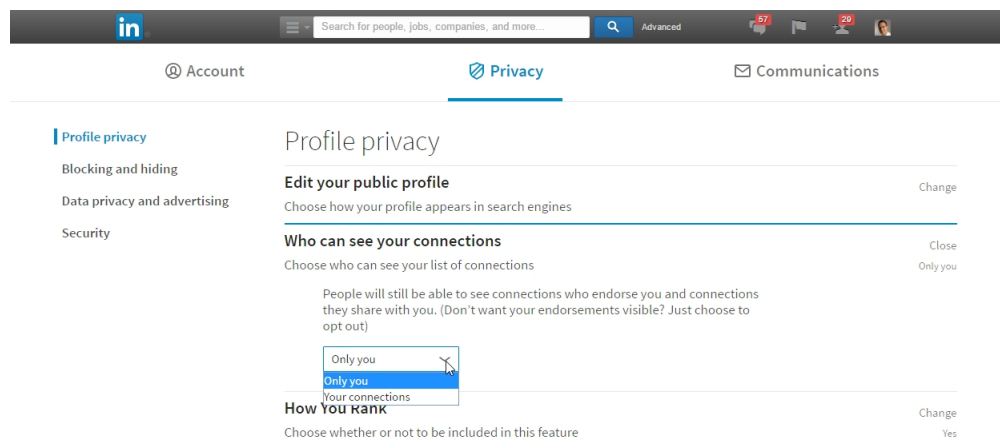 in
Search for people, jobs, companies, and more...
Advanced
57
29
Account
Privacy
Communications
Profile privacy
Blocking and hiding
Data privacy and advertising
Security
Profile privacy
Edit your public profile
Change
Choose how your profile appears in search engines
Who can see your connections
Close
Choose who can see your list of connections
Only you
People will still be able to see connections who endorse you and connections
they share with you. (Don't want your endorsements visible? Just choose to
opt out)
Only you
Only you
Your connections
How You Rank
Change
Choose whether or not to be included in this feature
Yes